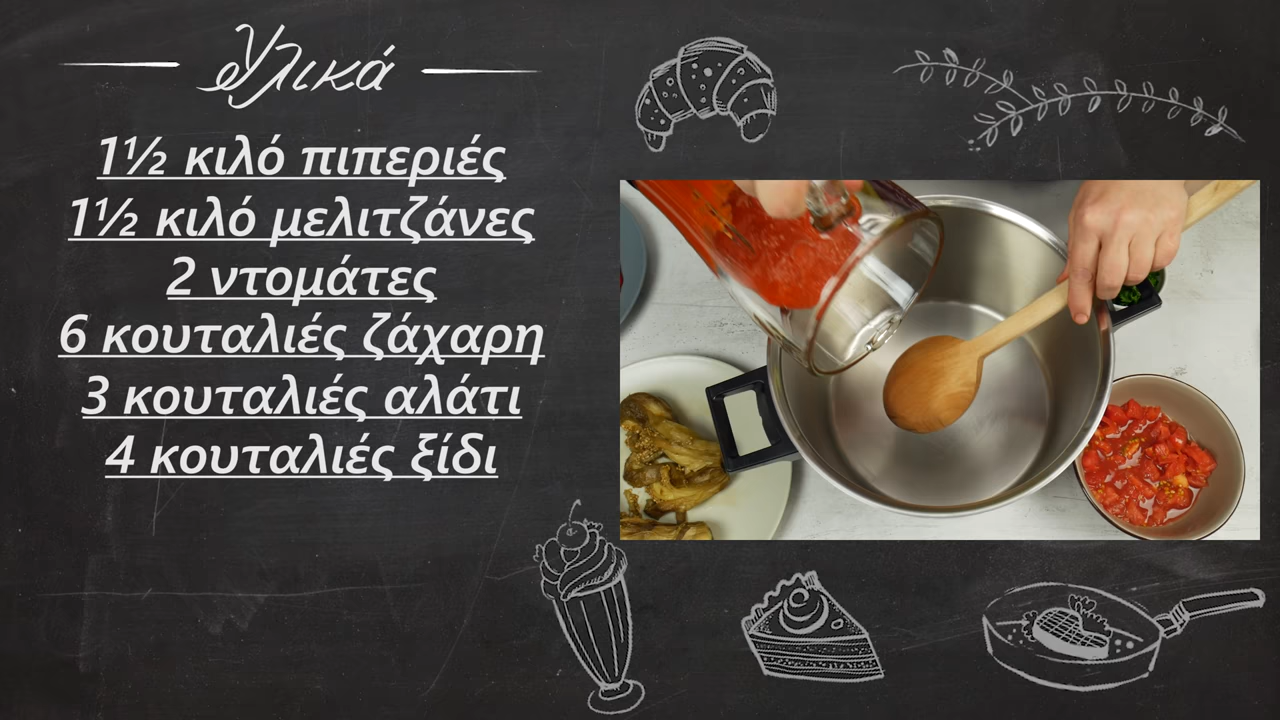 Υλικά
1½ κιλό πιπεριές
1½ κιλό μελιτζάνες
2 ντομάτες
6 κουταλιές ζάχαρη
3 κουταλιές αλάτι
4 κουταλιές ξίδι